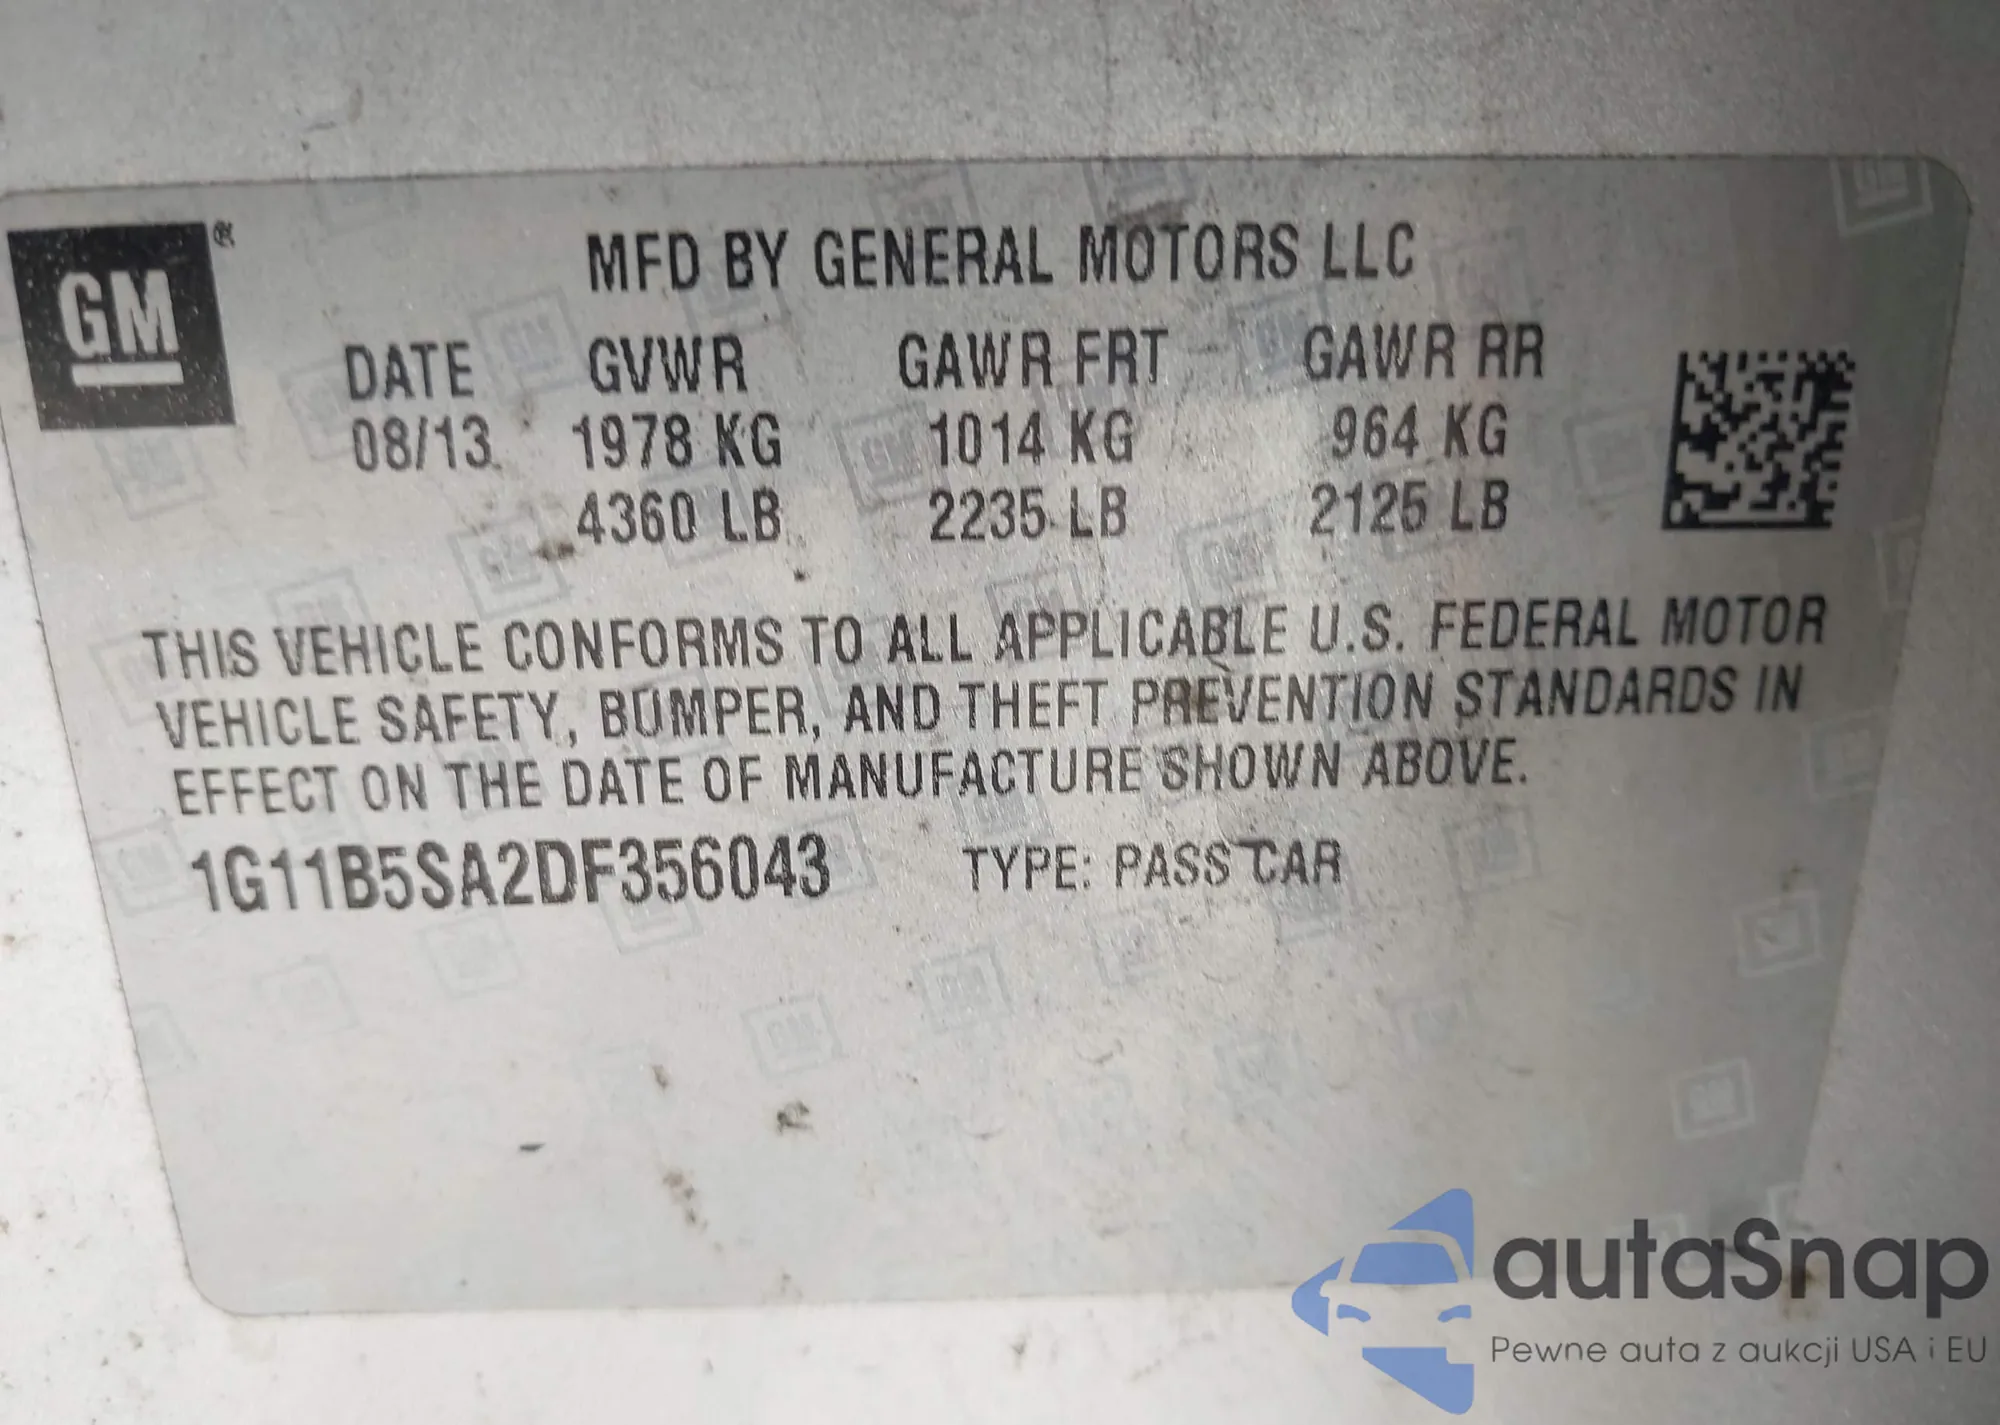 GM®
MFD BY GENERAL MOTORS LLC
DATE GVWR GAWR FRT GAWR RR
08/13 1978 KG 1014 KG 964 KG
4360 LB 2235 LB 2125 LB
THIS VEHICLE CONFORMS TO ALL APPLICABLE U.S. FEDERAL MOTOR
VEHICLE SAFETY, BUMPER, AND THEFT PREVENTION STANDARDS IN
EFFECT ON THE DATE OF MANUFACTURE SHOWN ABOVE.
1G11B5SA2DF356043 TYPE: PASS CAR
autaSnap
Pewne auta z aukcji USA i EU